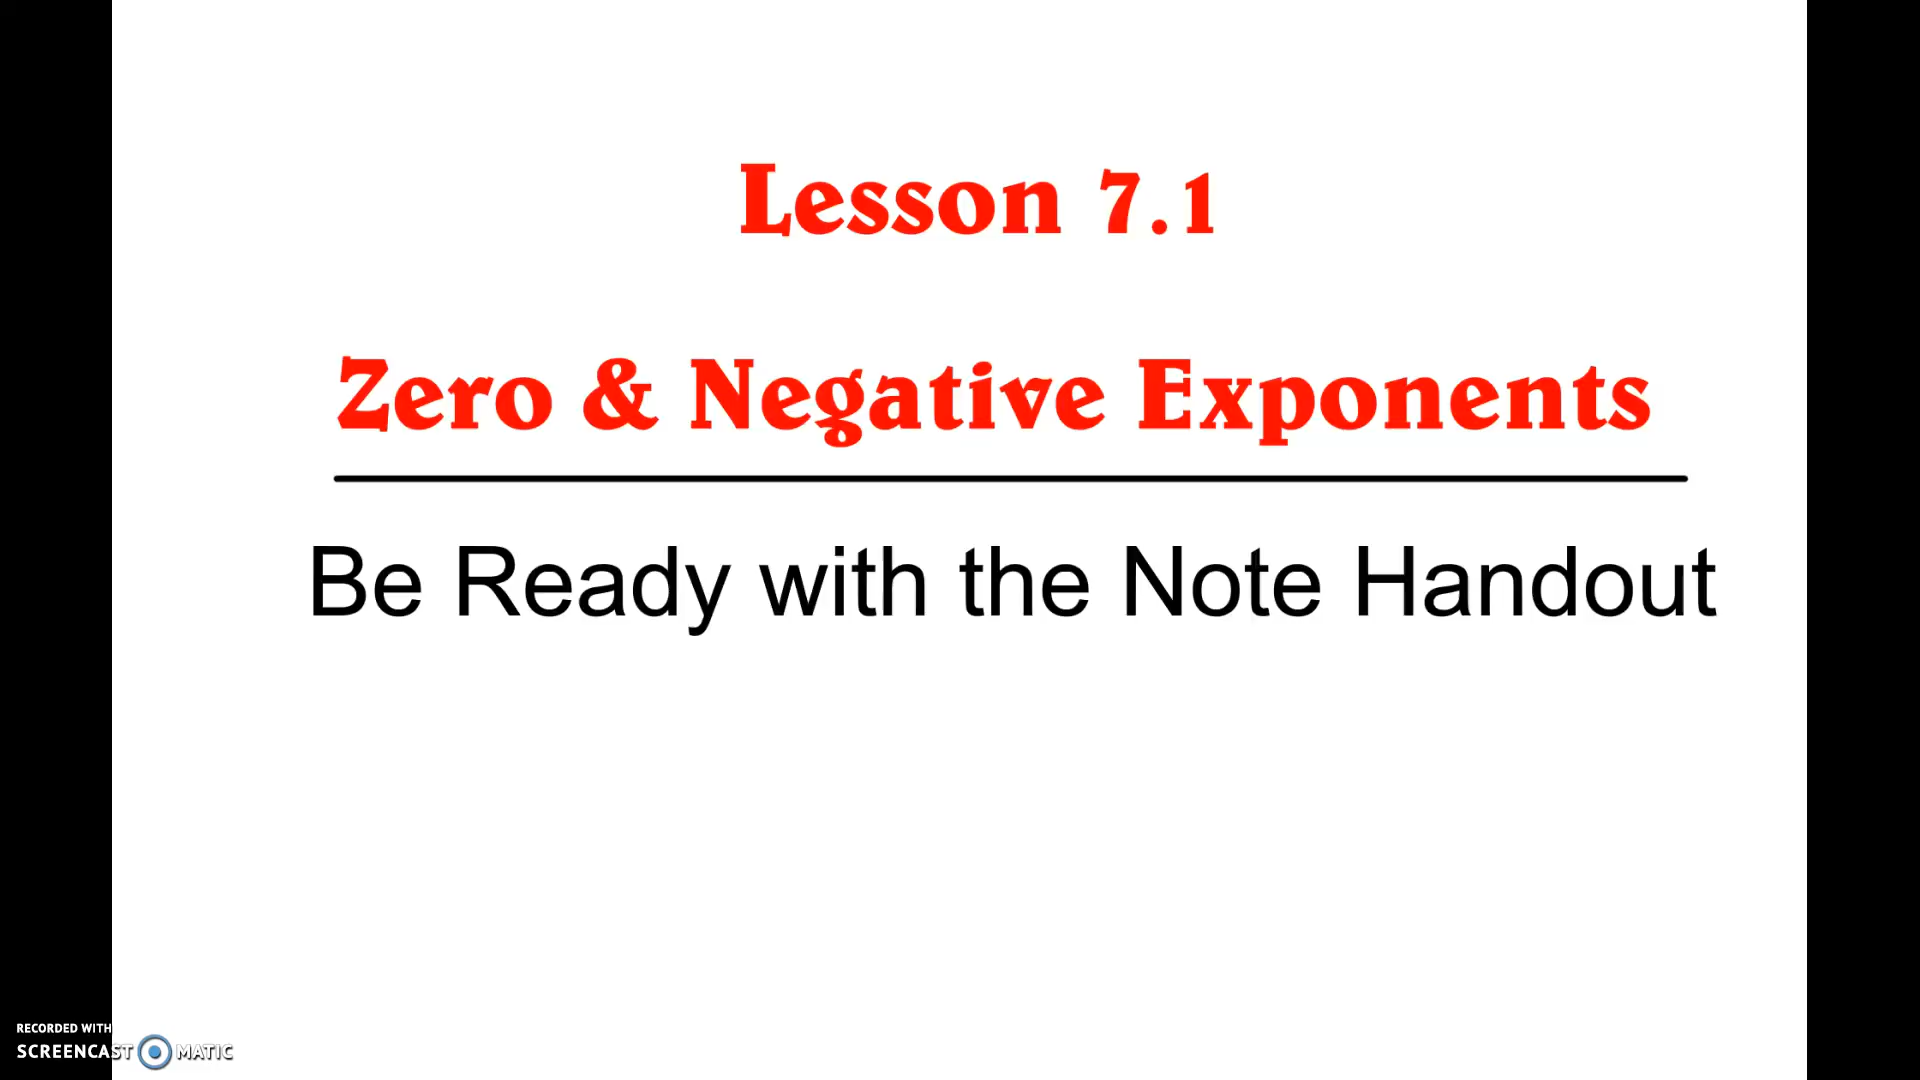 Lesson 7.1
Zero & Negative Exponents
Be Ready with the Note Handout
RECORDED WITH
SCREENCAST MATIC